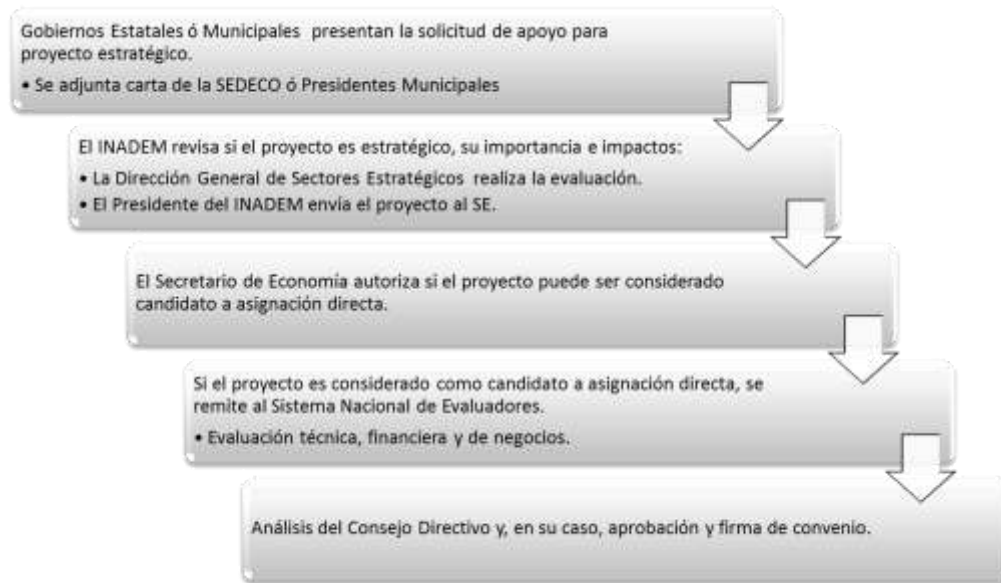 Gobiernos Estatales ó Municipales presentan la solicitud de apoyo para
proyecto estratégico.
• Se adjunta carta de la SEDECO ó Presidentes Municipales
El INADEM revisa si el proyecto es estratégico, su importancia e impactos:
• La Dirección General de Sectores Estratégicos realiza la evaluación.
• El Presidente del INADEM envía el proyecto al SE.
El Secretario de Economía autoriza si el proyecto puede ser considerado
candidato a asignación directa.
Si el proyecto es considerado como candidato a asignación directa, se
remite al Sistema Nacional de Evaluadores.
• Evaluación técnica, financiera y de negocios.
Análisis del Consejo Directivo y, en su caso, aprobación y firma de convenio.